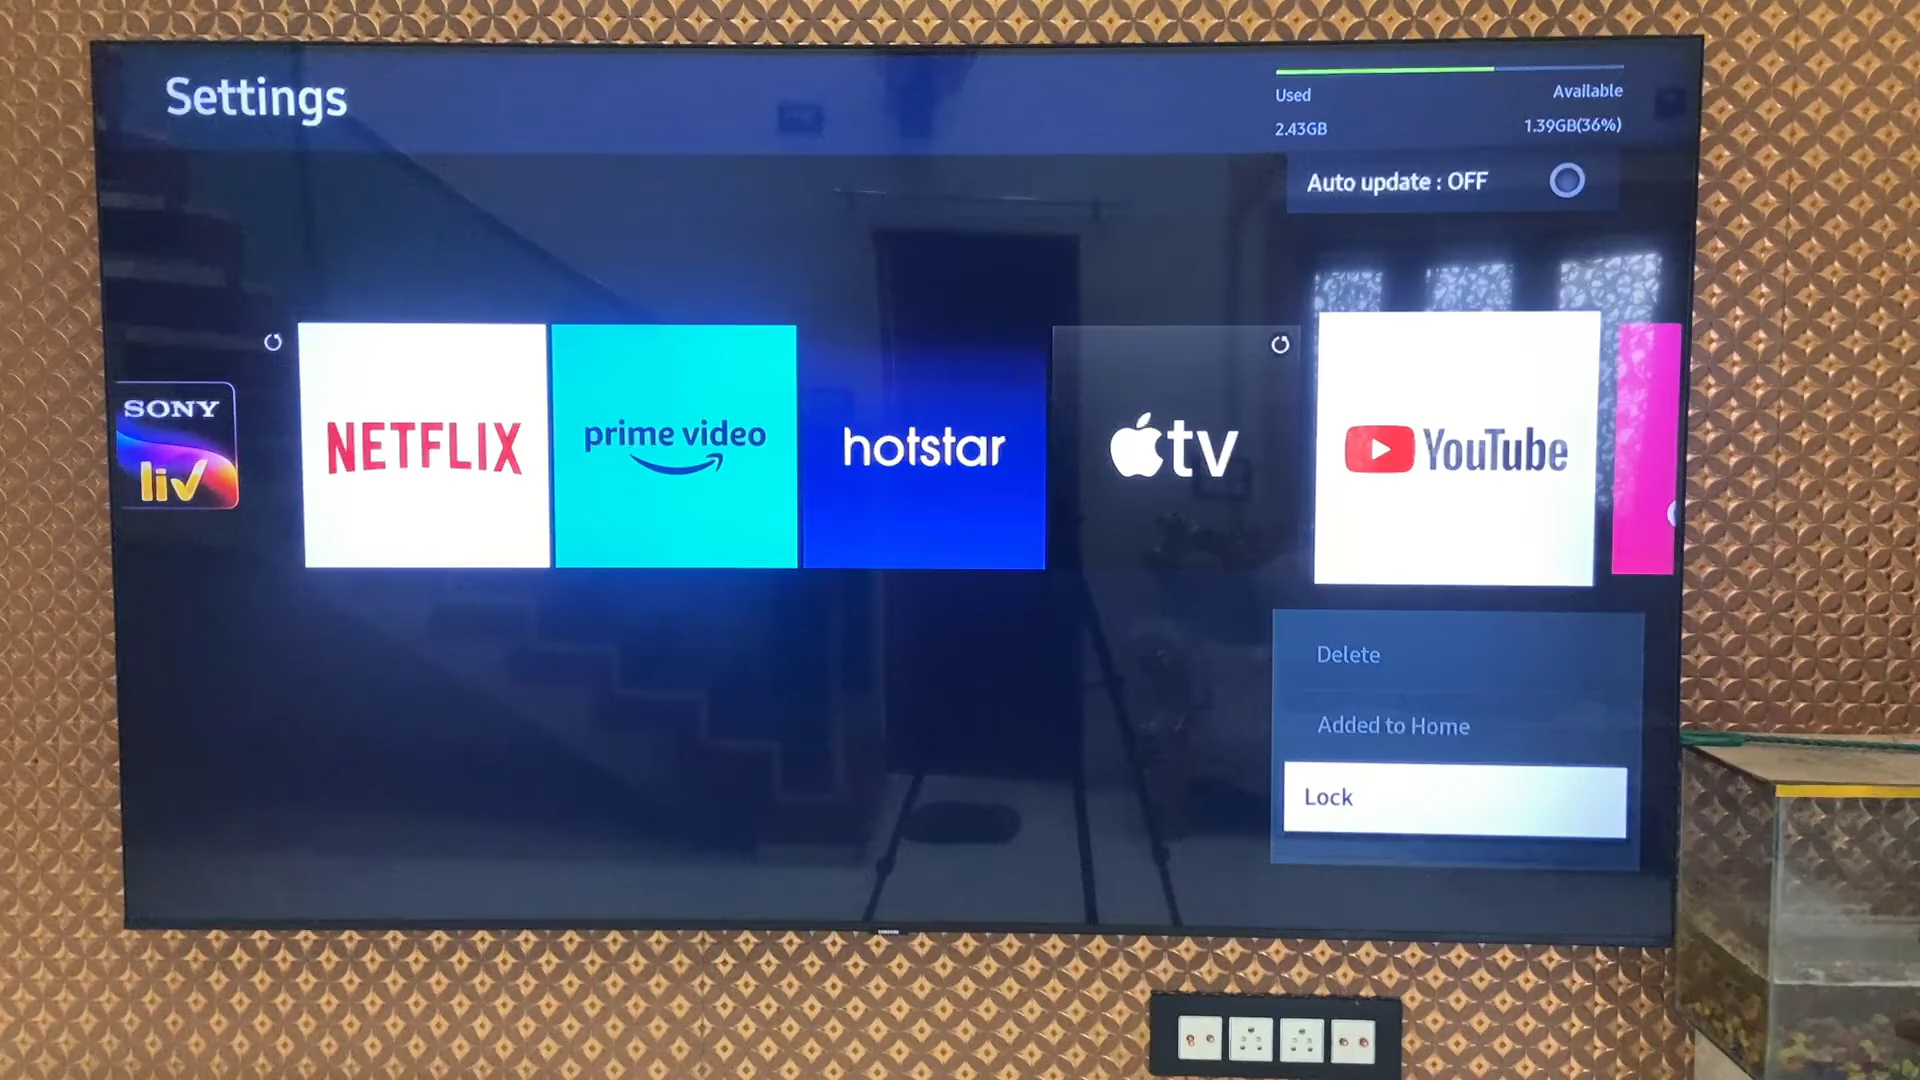 Settings
Used
Available
2.43GB
1.39GB(36%)
Auto update : OFF
SONY
liv
NETFLIX
prime video
hotstar
tv
YouTube
Delete
Added to Home
Lock
SAMSUNG